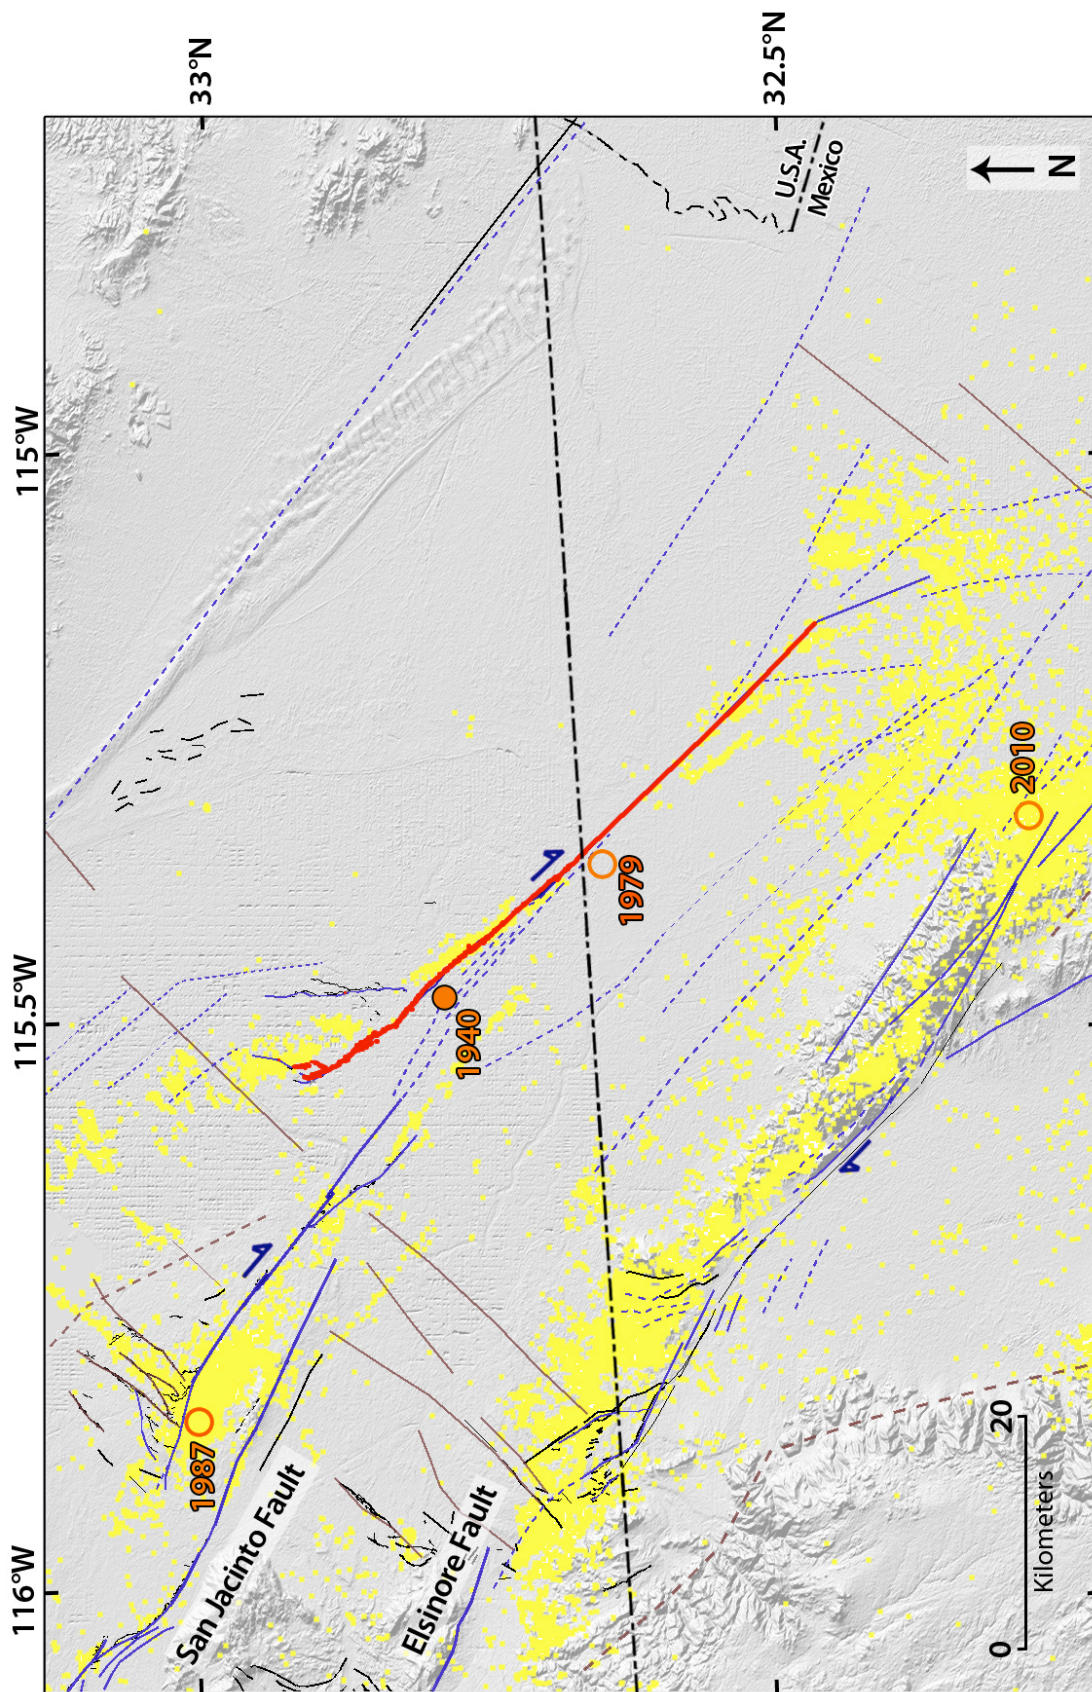 116°W
115.5°W
115°W
33°N
32.5°N
1987
1940
1979
2010
San Jacinto Fault
Elsinore Fault
U.S.A.
Mexico
N
0
20
Kilometers